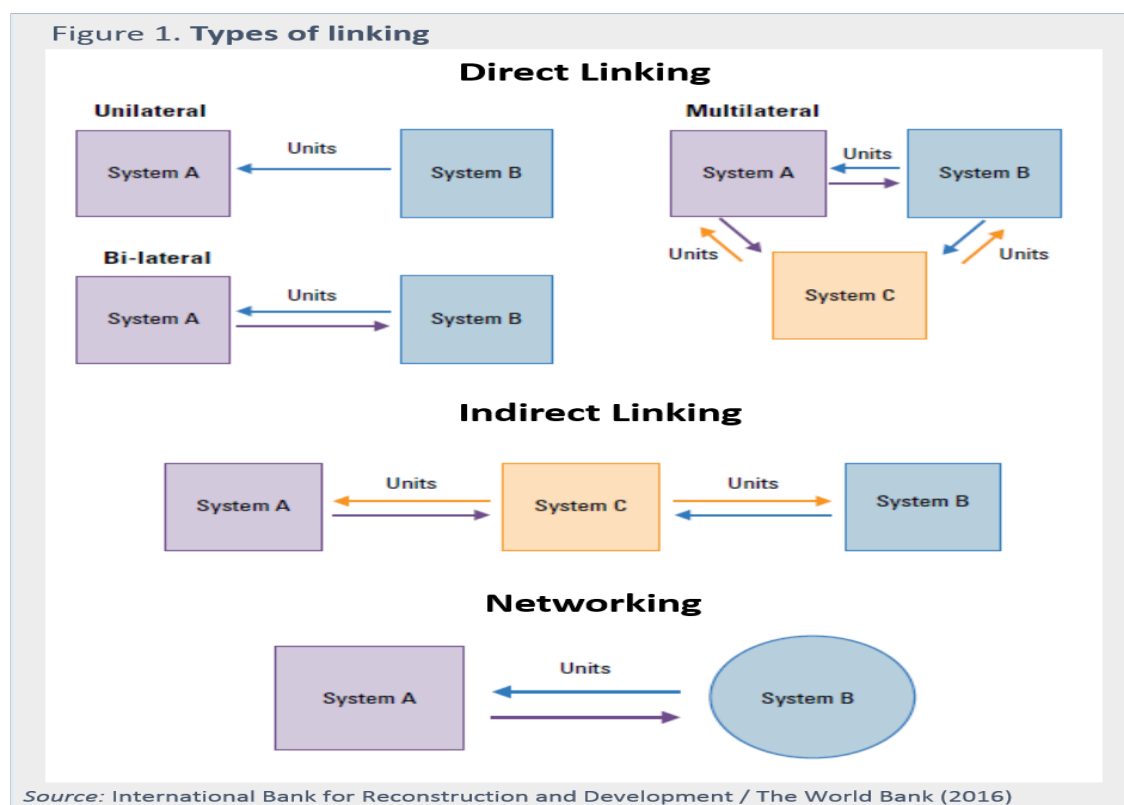 Figure 1. Types of linking
Direct Linking
Unilateral
System A
Units
System B
Bi-lateral
System A
Units
System B
Multilateral
System A
Units
System B
Units
Units
System C
Indirect Linking
System A
Units
System C
Units
System B
Networking
System A
Units
System B
Source: International Bank for Reconstruction and Development / The World Bank (2016)